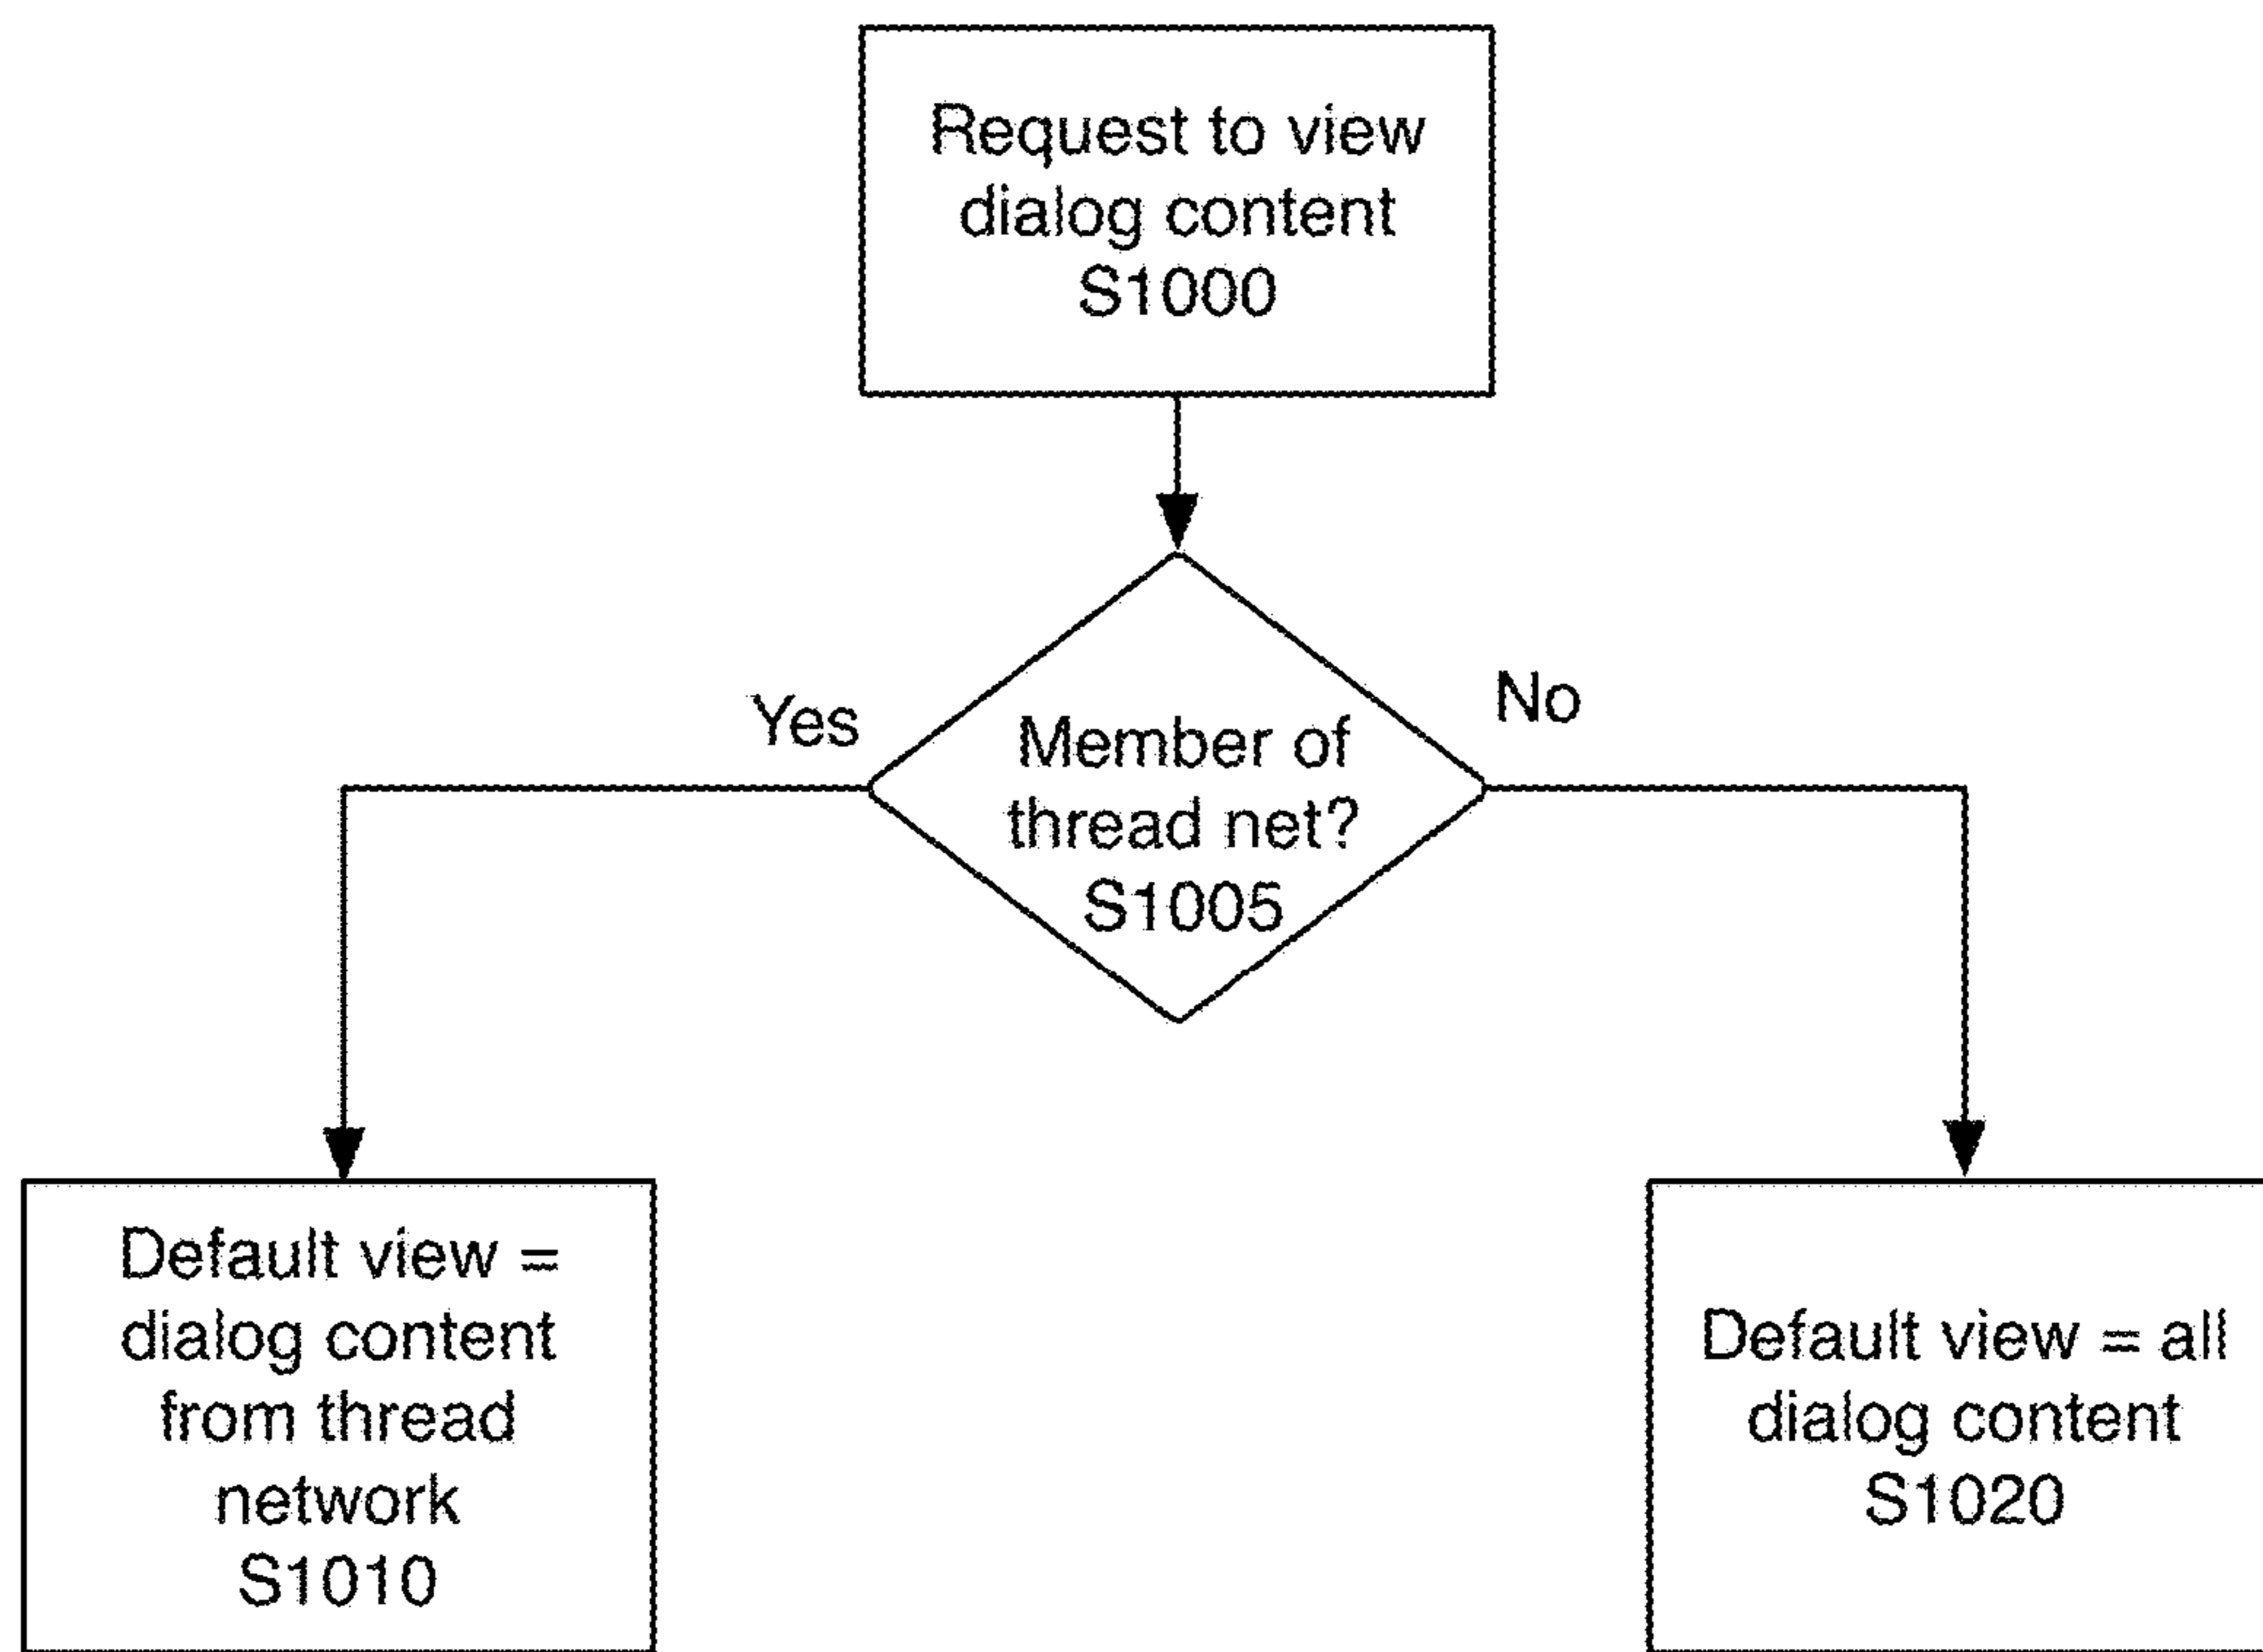 Request to view
dialog content
S1000
Yes
No
Member of
thread net?
S1005
Default view =
dialog content
from thread
network
S1010
Default view = all
dialog content
S1020